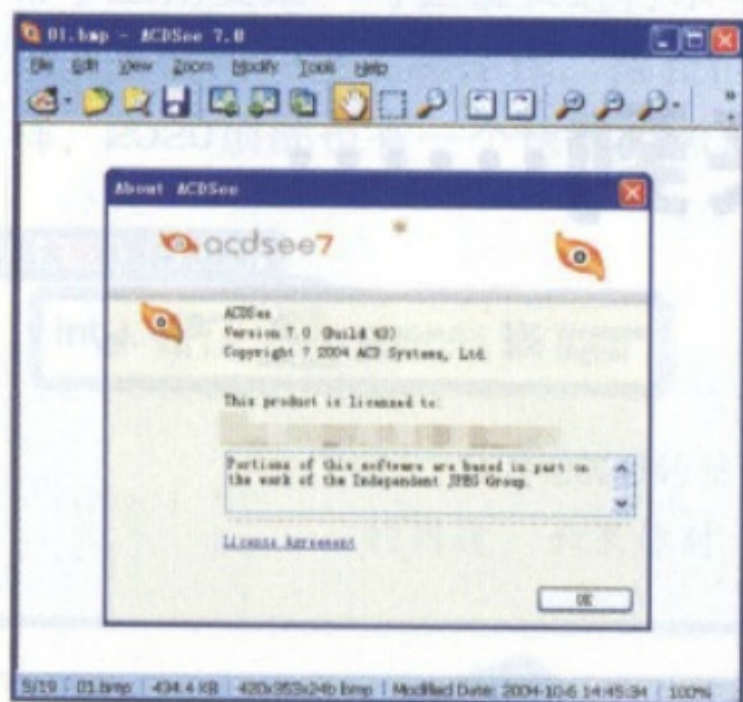 01.bmp - ACDSee 7.0
File Edit View Zoom Modify Tools Help
About ACDSee
acdsee7
ACDSee
Version 7.0 (Build 43)
Copyright ? 2004 ACD Systems, Ltd.
This product is licensed to:
Portions of this software are based in part on
the work of the Independent JPEG Group.
License Agreement
OK
5/19 01.bmp 434.4 KB 420x353x24b bmp Modified Date: 2004-10-6 14:45:34 100%